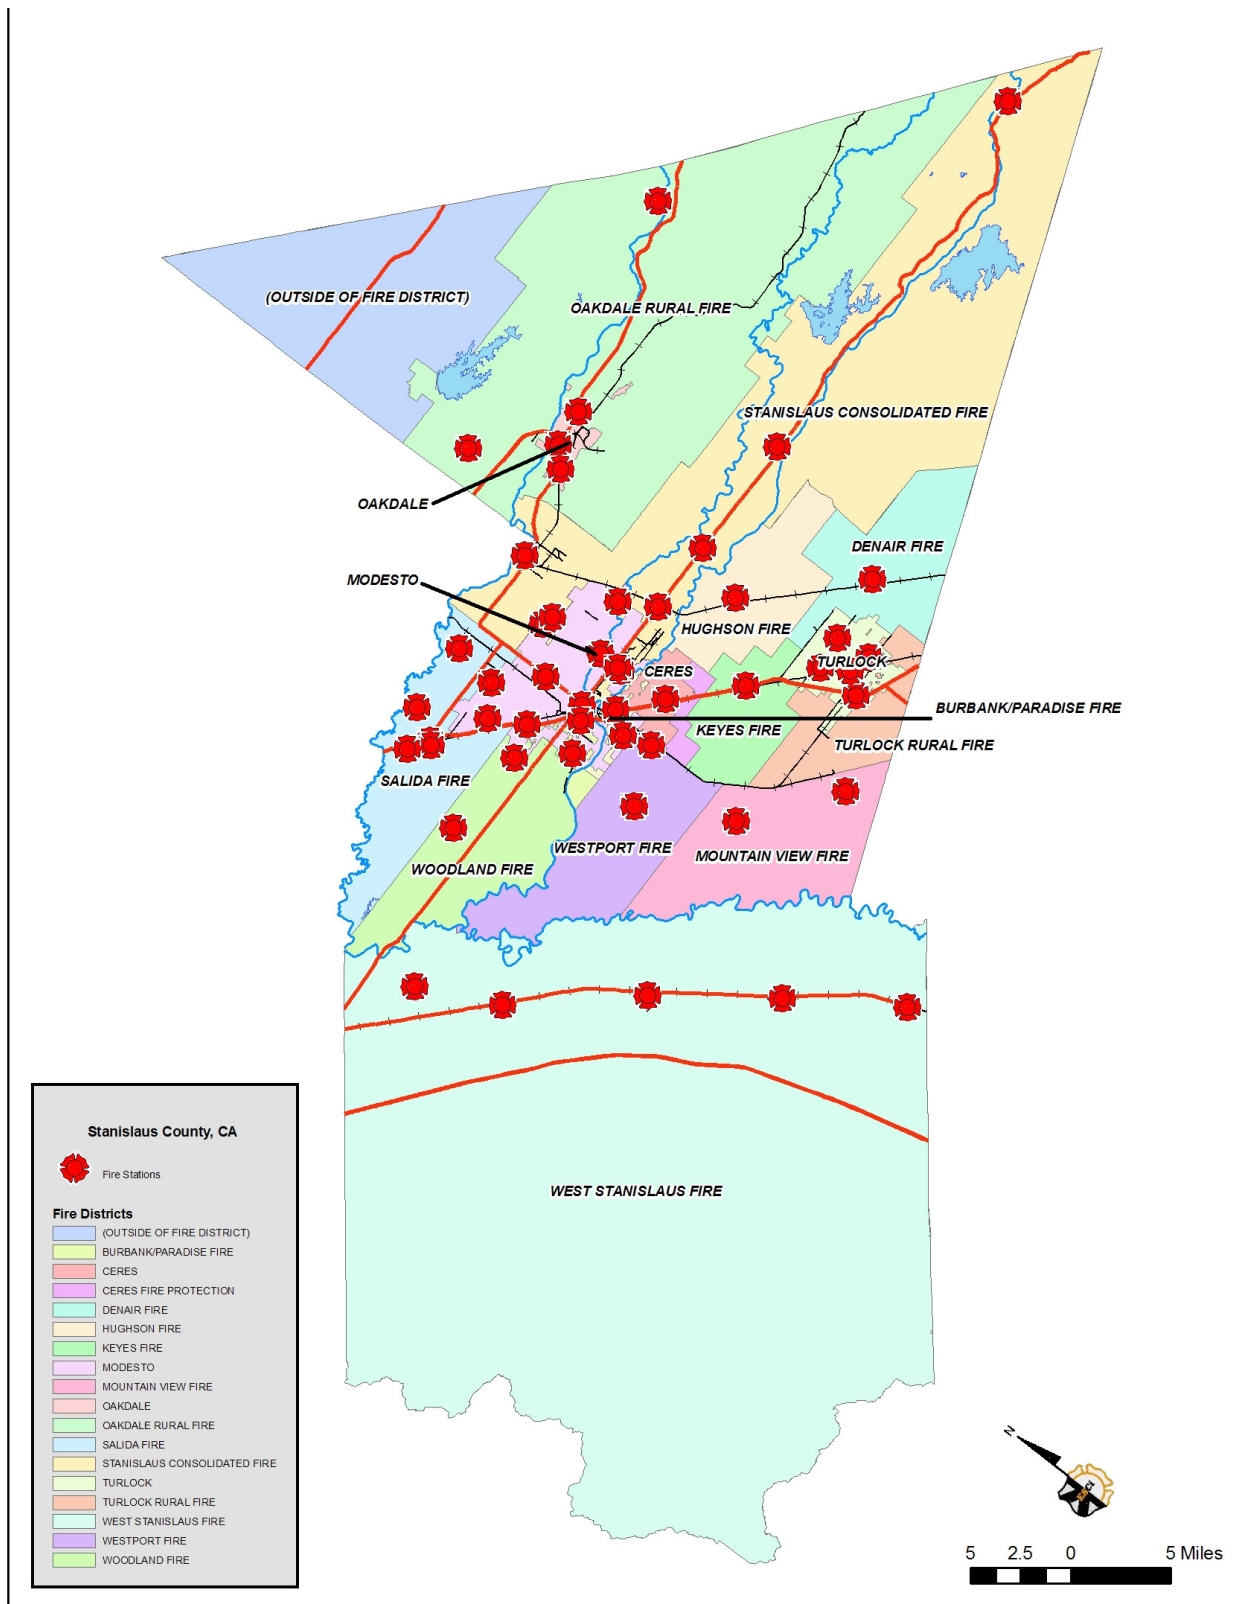 (OUTSIDE OF FIRE DISTRICT)
OAKDALE RURAL FIRE
STANISLAUS CONSOLIDATED FIRE
OAKDALE
DENAIR FIRE
MODESTO
HUGHSON FIRE
TURLOCK
CERES
BURBANK/PARADISE FIRE
KEYES FIRE
TURLOCK RURAL FIRE
SALIDA FIRE
WESTPORT FIRE
MOUNTAIN VIEW FIRE
WOODLAND FIRE
WEST STANISLAUS FIRE
Stanislaus County, CA
Fire Stations
Fire Districts
(OUTSIDE OF FIRE DISTRICT)
BURBANK/PARADISE FIRE
CERES
CERES FIRE PROTECTION
DENAIR FIRE
HUGHSON FIRE
KEYES FIRE
MODESTO
MOUNTAIN VIEW FIRE
OAKDALE
OAKDALE RURAL FIRE
SALIDA FIRE
STANISLAUS CONSOLIDATED FIRE
TURLOCK
TURLOCK RURAL FIRE
WEST STANISLAUS FIRE
WESTPORT FIRE
WOODLAND FIRE
N
5 2.5 0 5 Miles